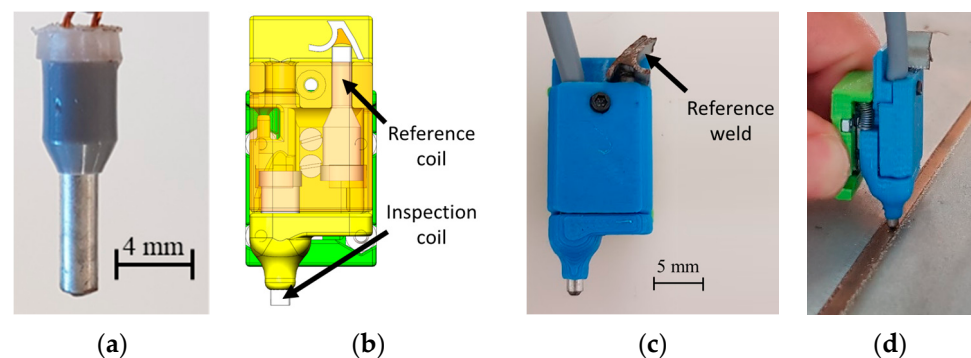 4 mm
Reference
coil
Inspection
coil
Reference
weld
5 mm
(a)
(b)
(c)
(d)